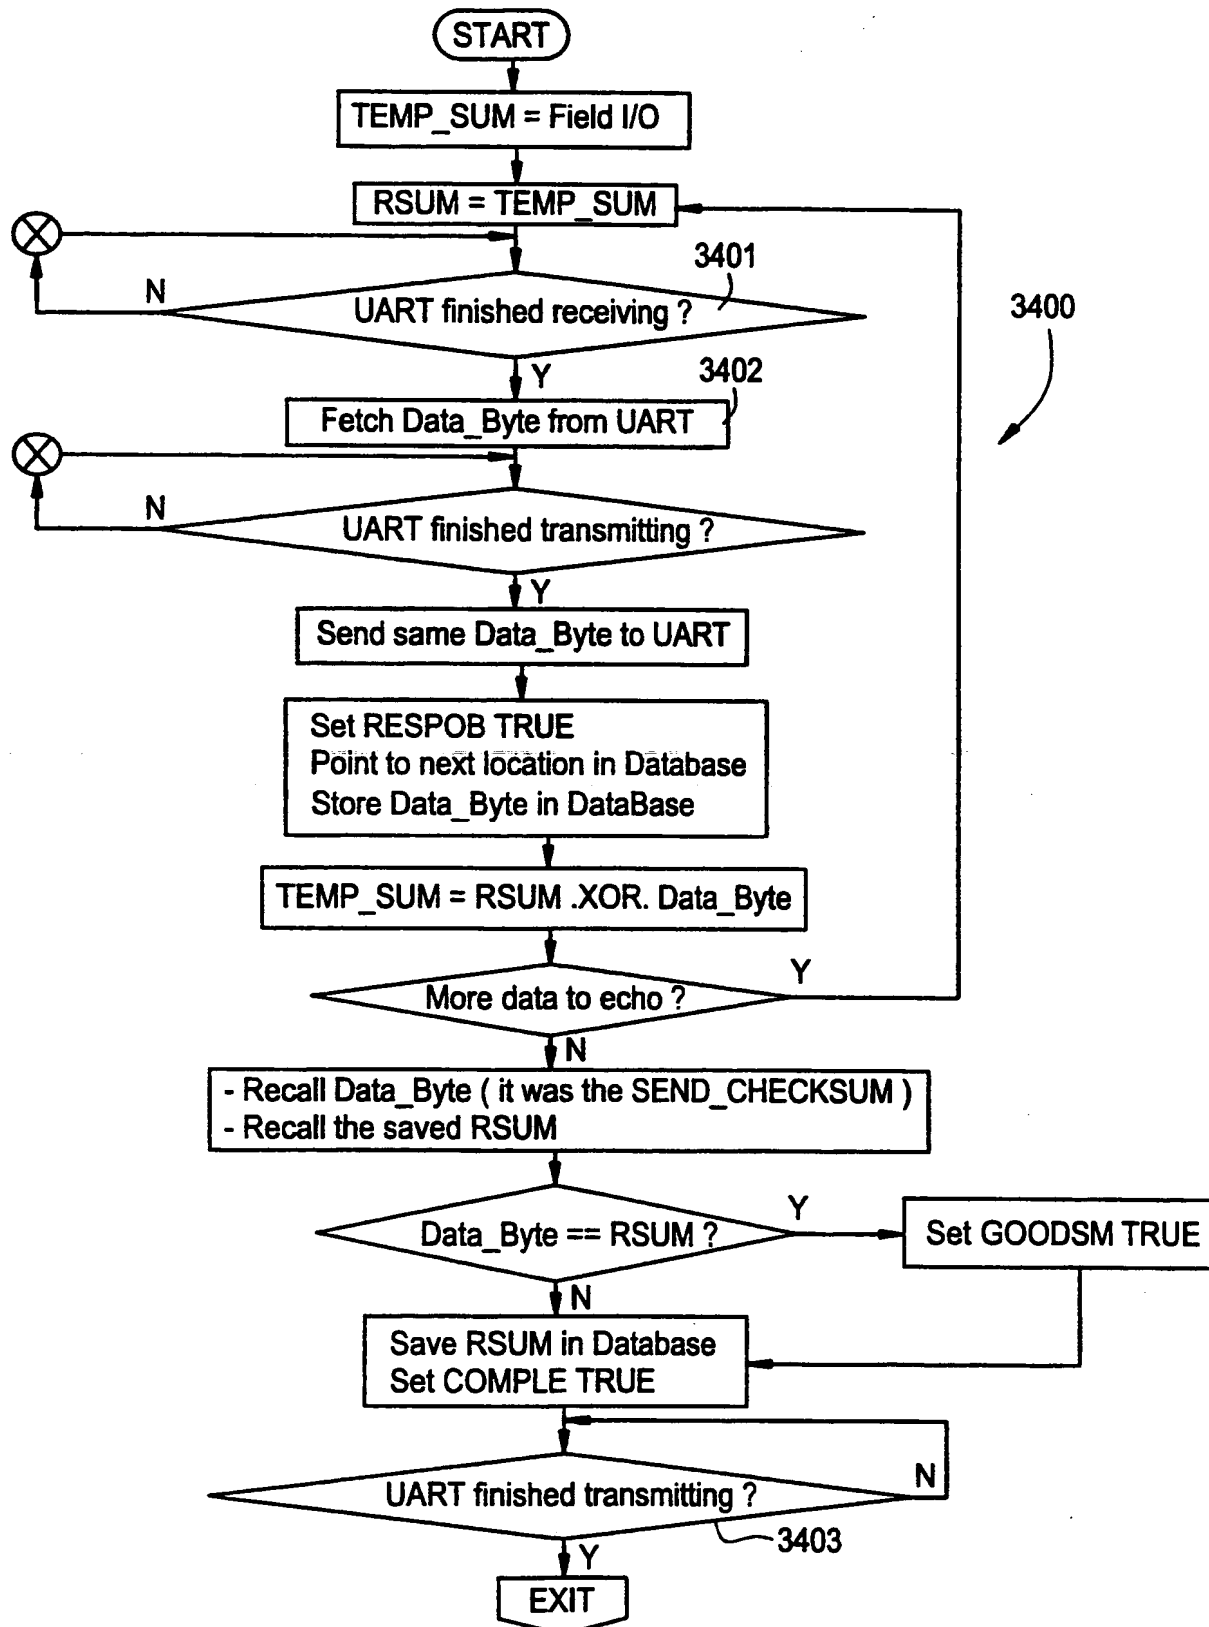 START
TEMP_SUM = Field I/O
RSUM = TEMP_SUM
3401
N
UART finished receiving ?
3400
Y
3402
Fetch Data_Byte from UART
N
UART finished transmitting ?
Y
Send same Data_Byte to UART
Set RESPOB TRUE
Point to next location in Database
Store Data_Byte in DataBase
TEMP_SUM = RSUM .XOR. Data_Byte
Y
More data to echo ?
N
- Recall Data_Byte ( it was the SEND_CHECKSUM )
- Recall the saved RSUM
Y
Data_Byte == RSUM ?
Set GOODSM TRUE
N
Save RSUM in Database
Set COMPLE TRUE
N
UART finished transmitting ?
3403
Y
EXIT